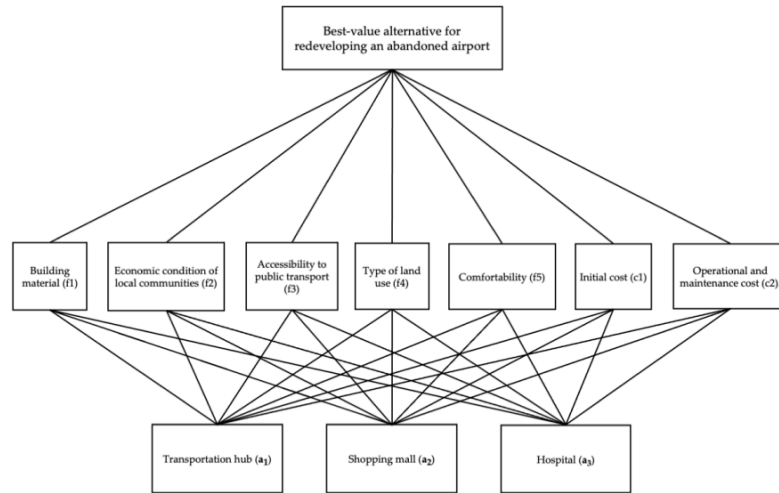 Best-value alternative for
redeveloping an abandoned airport
Building
material (f1)
Economic condition of
local communities (f2)
Accessibility to
public transport
(f3)
Type of land
use (f4)
Comfortability (f5)
Initial cost (c1)
Operational and
maintenance cost (c2)
Transportation hub (a₁)
Shopping mall (a₂)
Hospital (a₃)